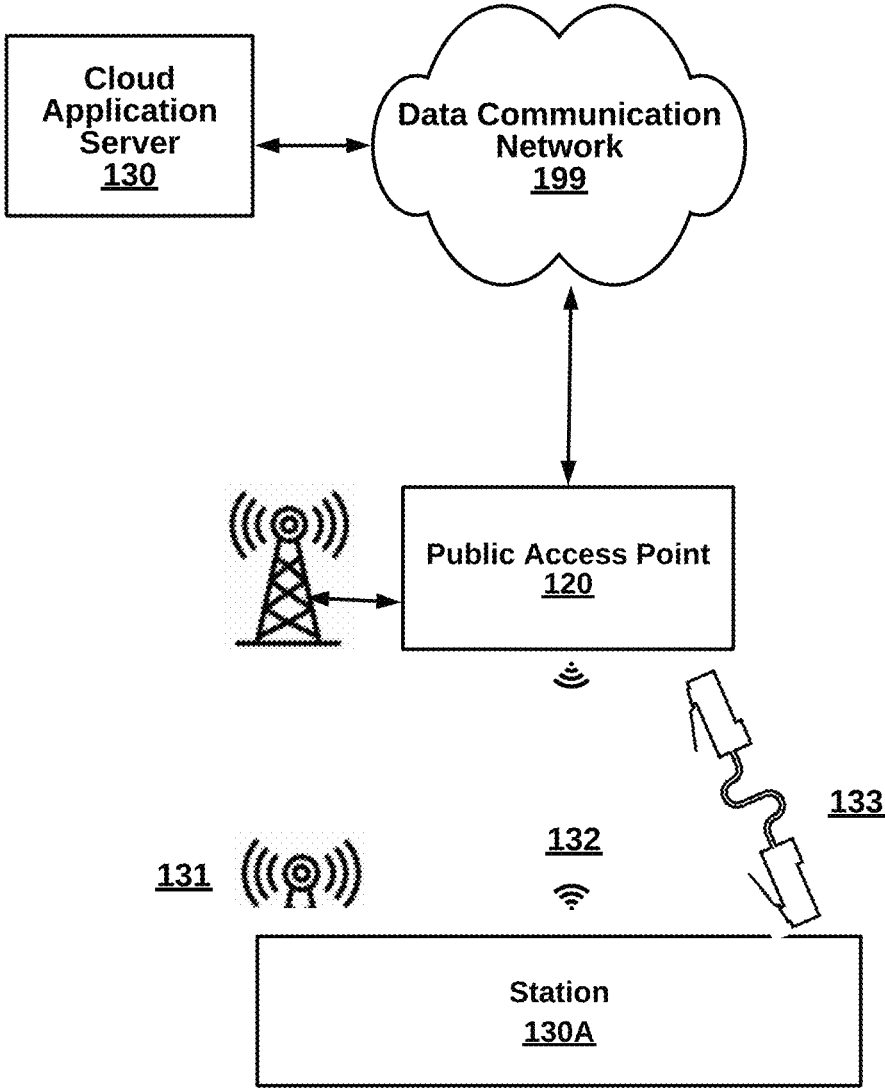 Cloud
Application
Server
130
Data Communication
Network
199
Public Access Point
120
133
132
131
Station
130A